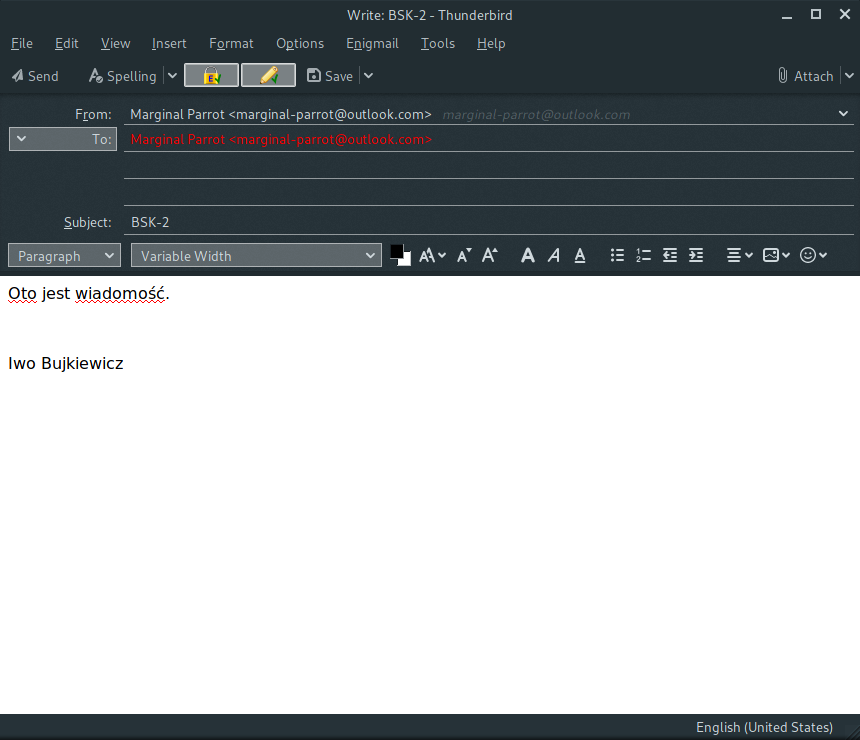 Write: BSK-2 - Thunderbird
File Edit View Insert Format Options Enigmail Tools Help
Send Spelling Save Attach
From: Marginal Parrot <marginal-parrot@outlook.com> marginal-parrot@outlook.com
To: Marginal Parrot <marginal-parrot@outlook.com>
Subject: BSK-2
Paragraph Variable Width
Oto jest wiadomość.
Iwo Bujkiewicz
English (United States)